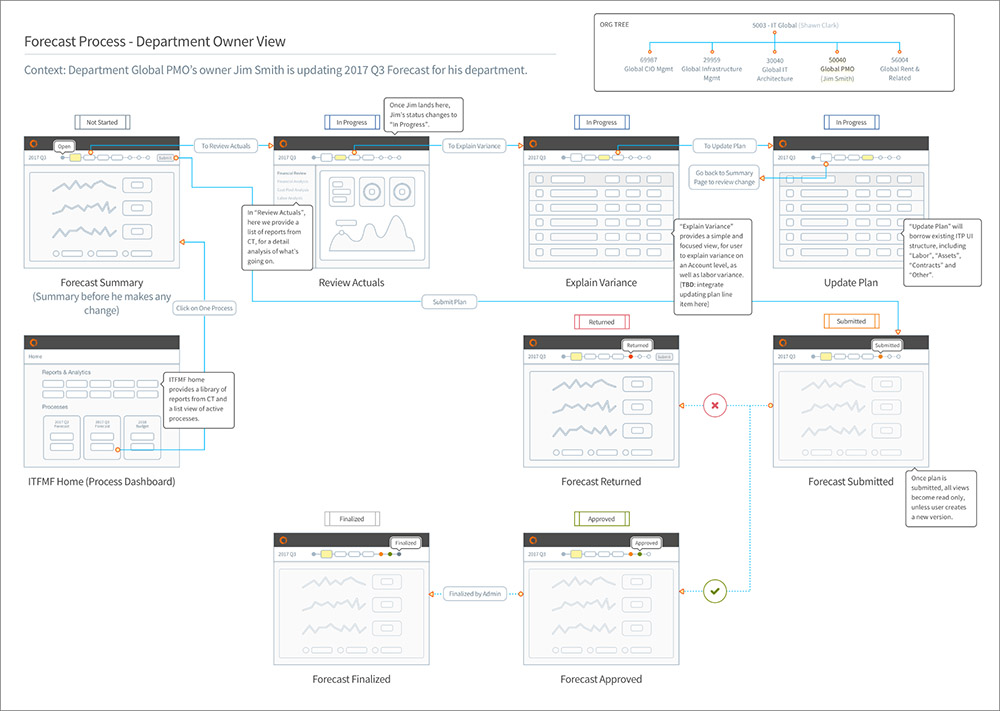 Forecast Process - Department Owner View
Context: Department Global PMO's owner Jim Smith is updating 2017 Q3 Forecast for his department.
ORG TREE
5003 - IT Global (Shawn Clark)
69987
Global CIO Mgmt
29959
Global Infrastructure
Mgmt
30040
Global IT
Architecture
50040
Global PMO
(Jim Smith)
56004
Global Rent &
Related
Not Started
Open
2017 Q3
Submit
To Review Actuals
Forecast Summary
(Summary before he makes any
change)
In Progress
Once Jim lands here,
Jim's status changes to
"In Progress".
2017 Q3
Financial Review
Financial Analysis
Labor Analysis
In "Review Actuals",
here we provide a
list of reports from
CT, for a detail
analysis of what's
going on.
Review Actuals
To Explain Variance
In Progress
2017 Q3
"Explain Variance"
provides a simple and
focused view, for user
to explain variance on
an Account level, as
well as labor variance.
[TBD: integrate
updating plan line
item here]
Explain Variance
To Update Plan
Go back to Summary
Page to review change
In Progress
2017 Q3
"Update Plan" will
borrow existing ITP UI
structure, including
"Labor", "Assets",
"Contracts" and
"Other".
Update Plan
Click on One Process
Submit Plan
Home
Reports & Analytics
Processes
2017 Q3
Forecast
2017 Q2
Forecast
2018
Budget
ITFMF home
provides a library of
reports from CT and
a list view of active
processes.
ITFMF Home (Process Dashboard)
Returned
Returned
2017 Q3
Submit
Forecast Returned
Submitted
Submitted
2017 Q3
Forecast Submitted
Once plan is
submitted, all views
become read only,
unless user creates
a new version.
Finalized
Finalized
2017 Q3
Forecast Finalized
Finalized by Admin
Approved
Approved
2017 Q3
Forecast Approved